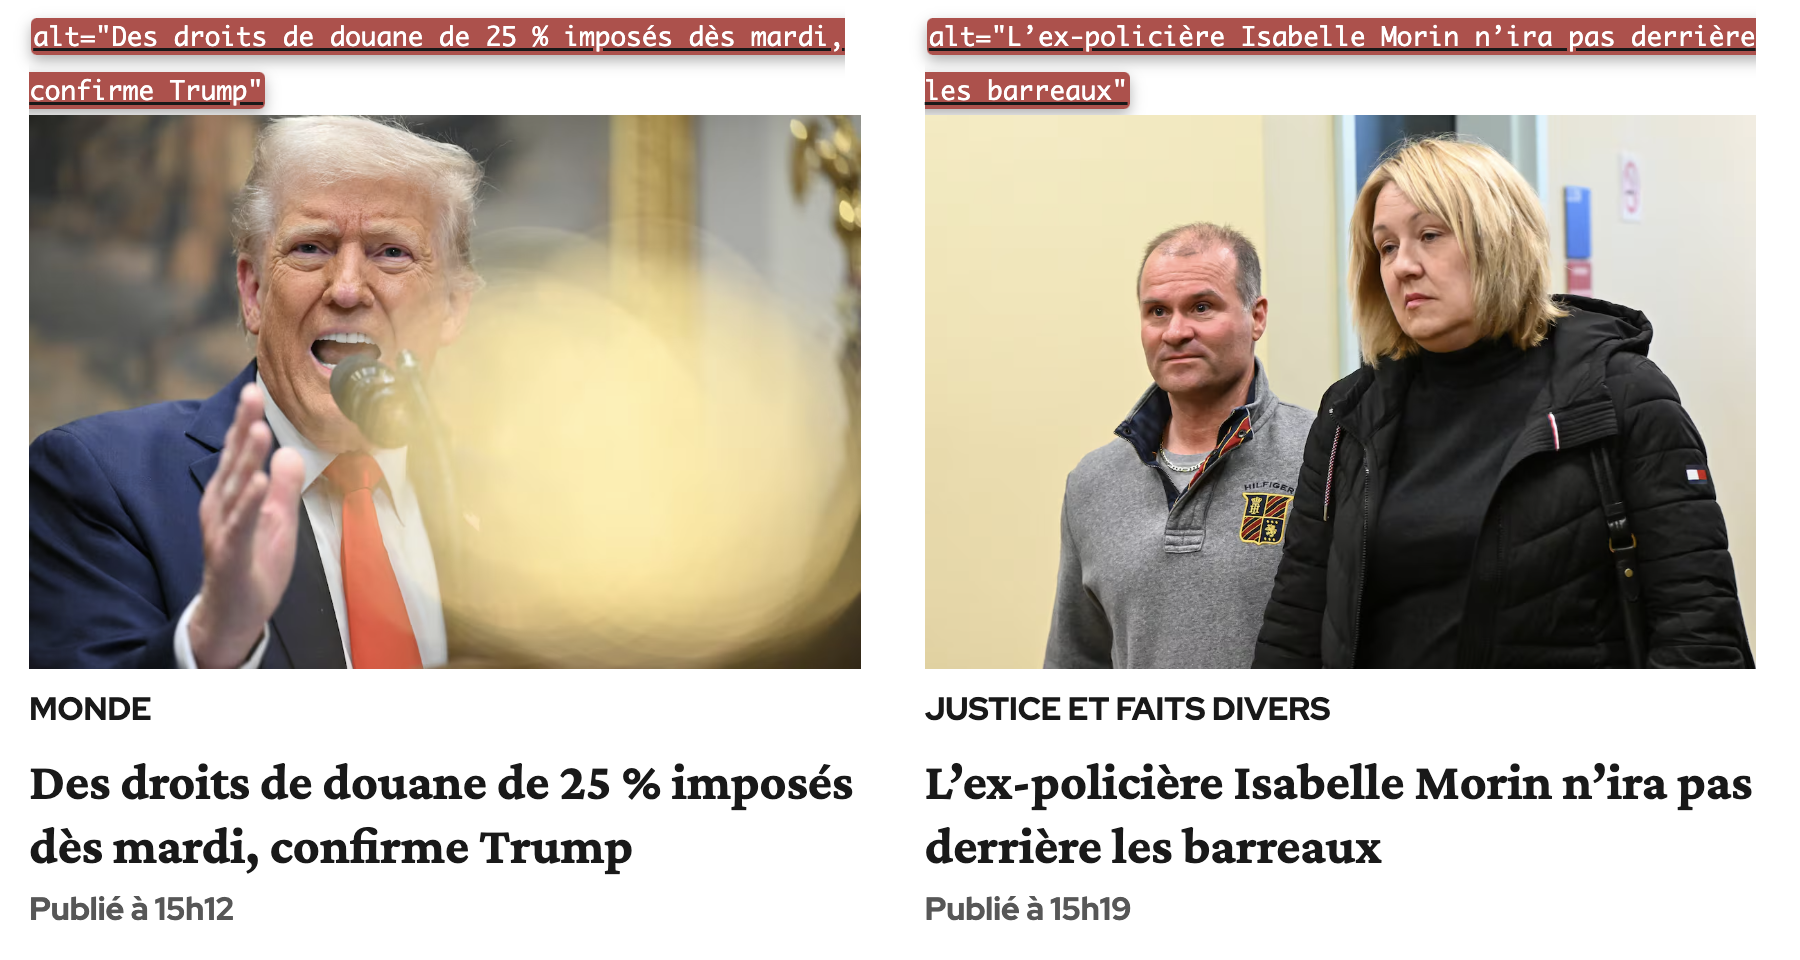 alt="Des droits de douane de 25 % imposés dès mardi,
confirme Trump"
MONDE
Des droits de douane de 25 % imposés
dès mardi, confirme Trump
Publié à 15h12
alt="L’ex-policière Isabelle Morin n’ira pas derrière
les barreaux"
HILFIGER
JUSTICE ET FAITS DIVERS
L’ex-policière Isabelle Morin n’ira pas
derrière les barreaux
Publié à 15h19